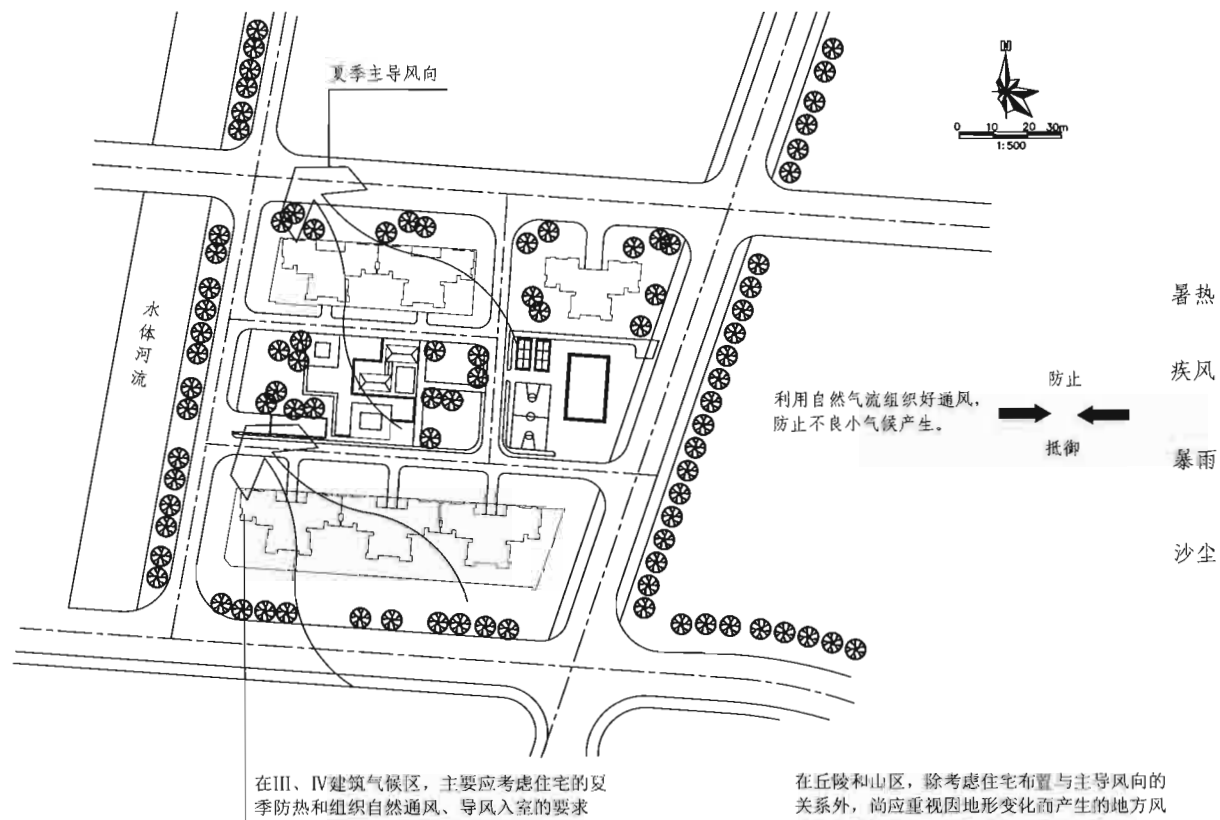 夏季主导风向
N
0 10 20 30m
1:500
水体河流
暑热
疾风
暴雨
沙尘
利用自然气流组织好通风，
防止不良小气候产生。
防止
抵御
在III、IV建筑气候区，主要应考虑住宅的夏
季防热和组织自然通风、导风入室的要求
在丘陵和山区，除考虑住宅布置与主导风向的
关系外，尚应重视因地形变化而产生的地方风